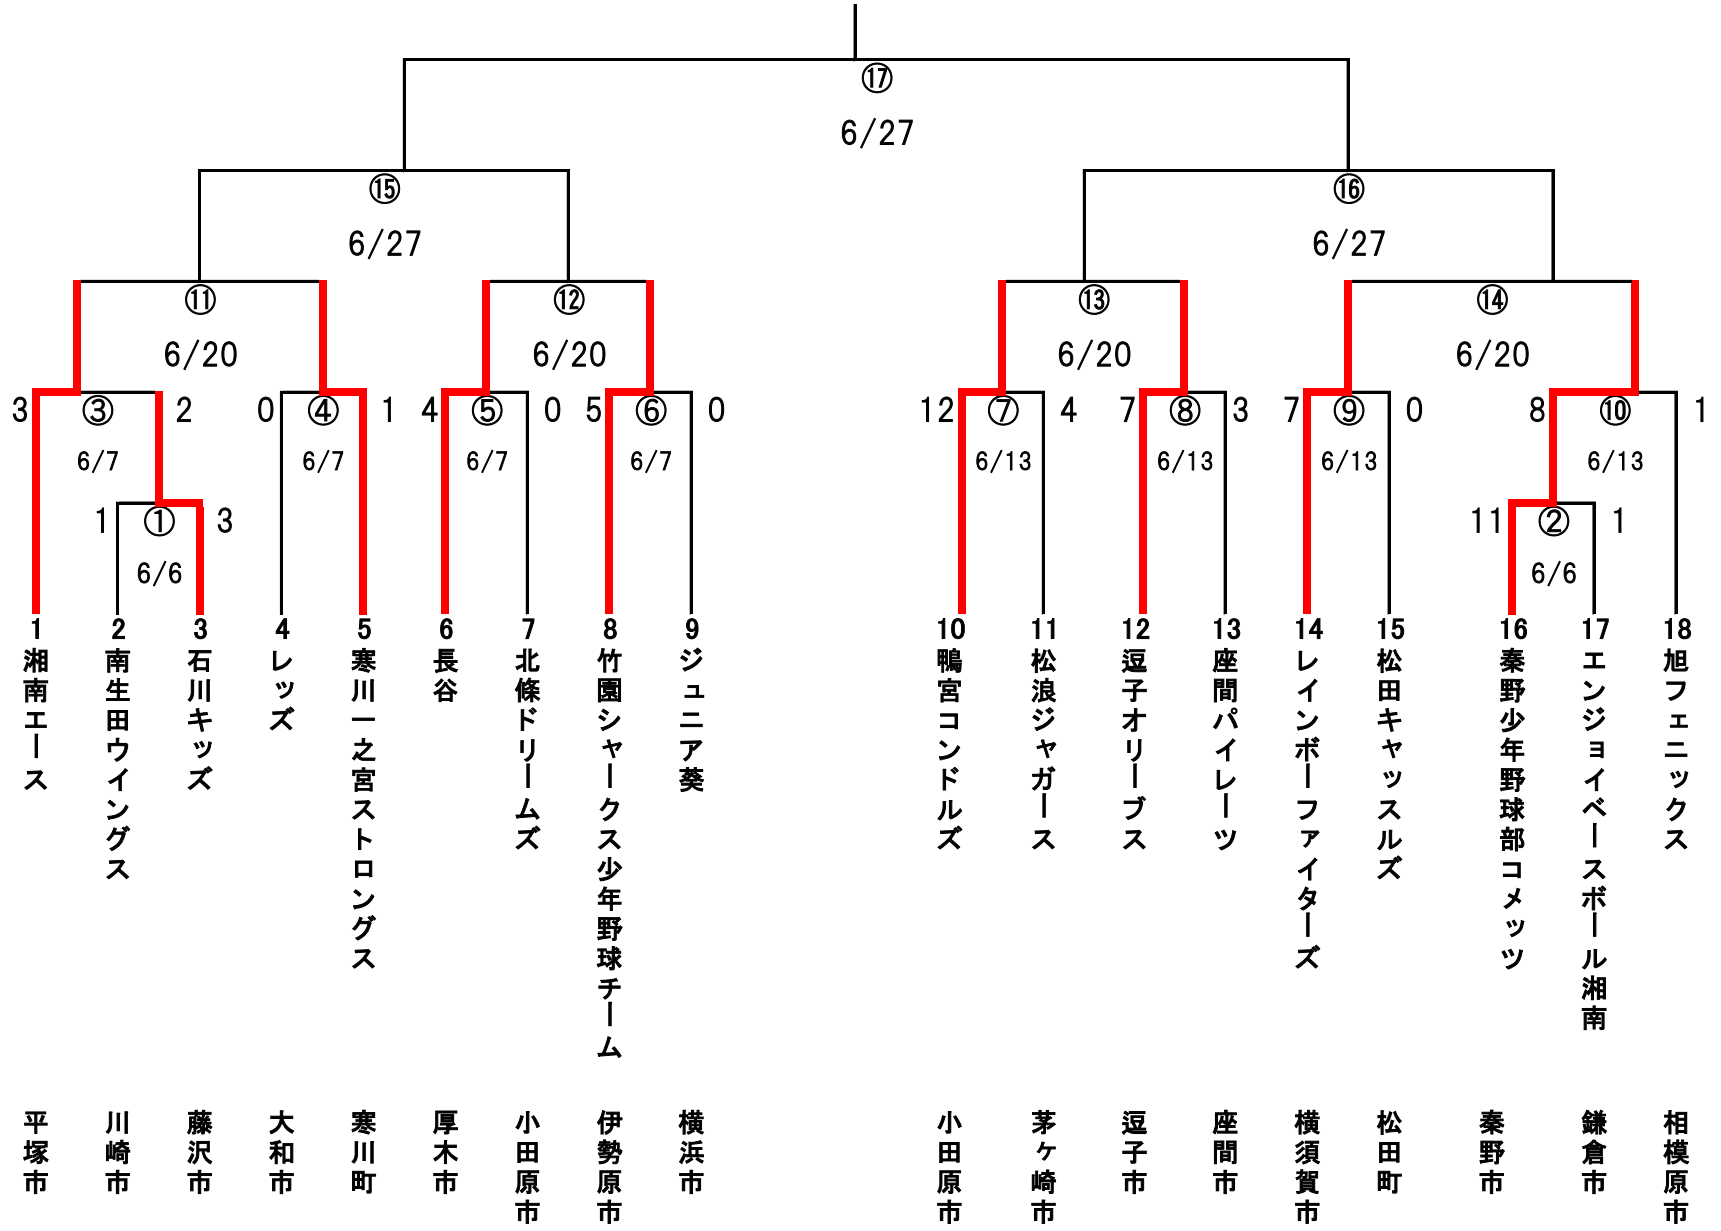 ⑰
6/27
⑮
⑯
6/27
6/27
⑪
⑫
⑬
⑭
6/20
6/20
6/20
6/20
3 ③ 2
0 ④ 1
4 ⑤ 0
5 ⑥ 0
12 ⑦ 4
7 ⑧ 3
7 ⑨ 0
8 ⑩ 1
6/7
6/7
6/7
6/7
6/13
6/13
6/13
6/13
1 ① 3
11 ② 1
6/6
6/6
1
湘南エース
平塚市
2
南生田ウイングス
川崎市
3
石川キッズ
藤沢市
4
レッズ
大和市
5
寒川一之宮ストロングス
寒川町
6
長谷
厚木市
7
北條ドリームズ
小田原市
8
竹園シャークス少年野球チーム
伊勢原市
9
ジュニア葵
横浜市
10
鴨宮コンドルズ
小田原市
11
松浪ジャガース
茅ヶ崎市
12
逗子オリーブス
逗子市
13
座間パイレーツ
座間市
14
レインボーファイターズ
横須賀市
15
松田キャッスルズ
松田町
16
秦野少年野球部コメッツ
秦野市
17
エンジョイベースボール湘南
鎌倉市
18
旭フェニックス
相模原市